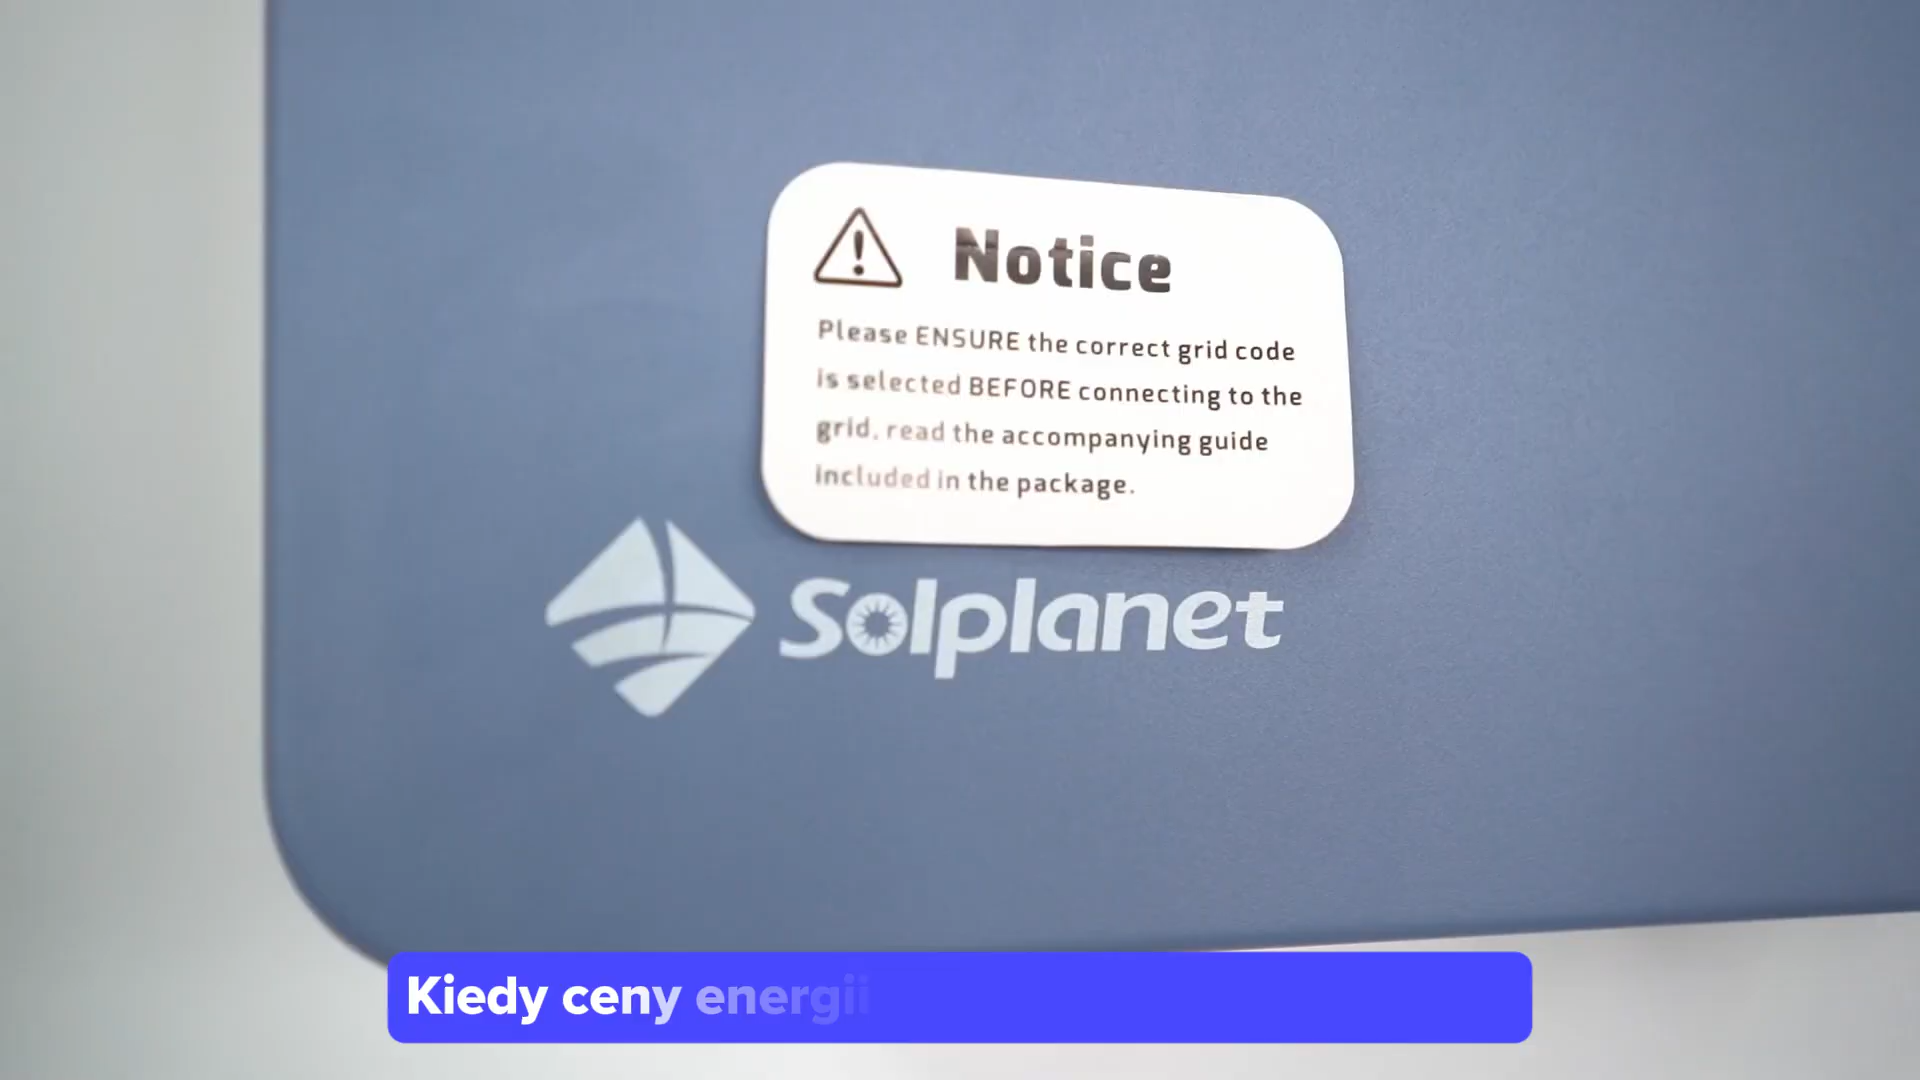 Notice
Please ENSURE the correct grid code
is selected BEFORE connecting to the
grid, read the accompanying guide
included in the package.
Solplanet
Kiedy ceny energii